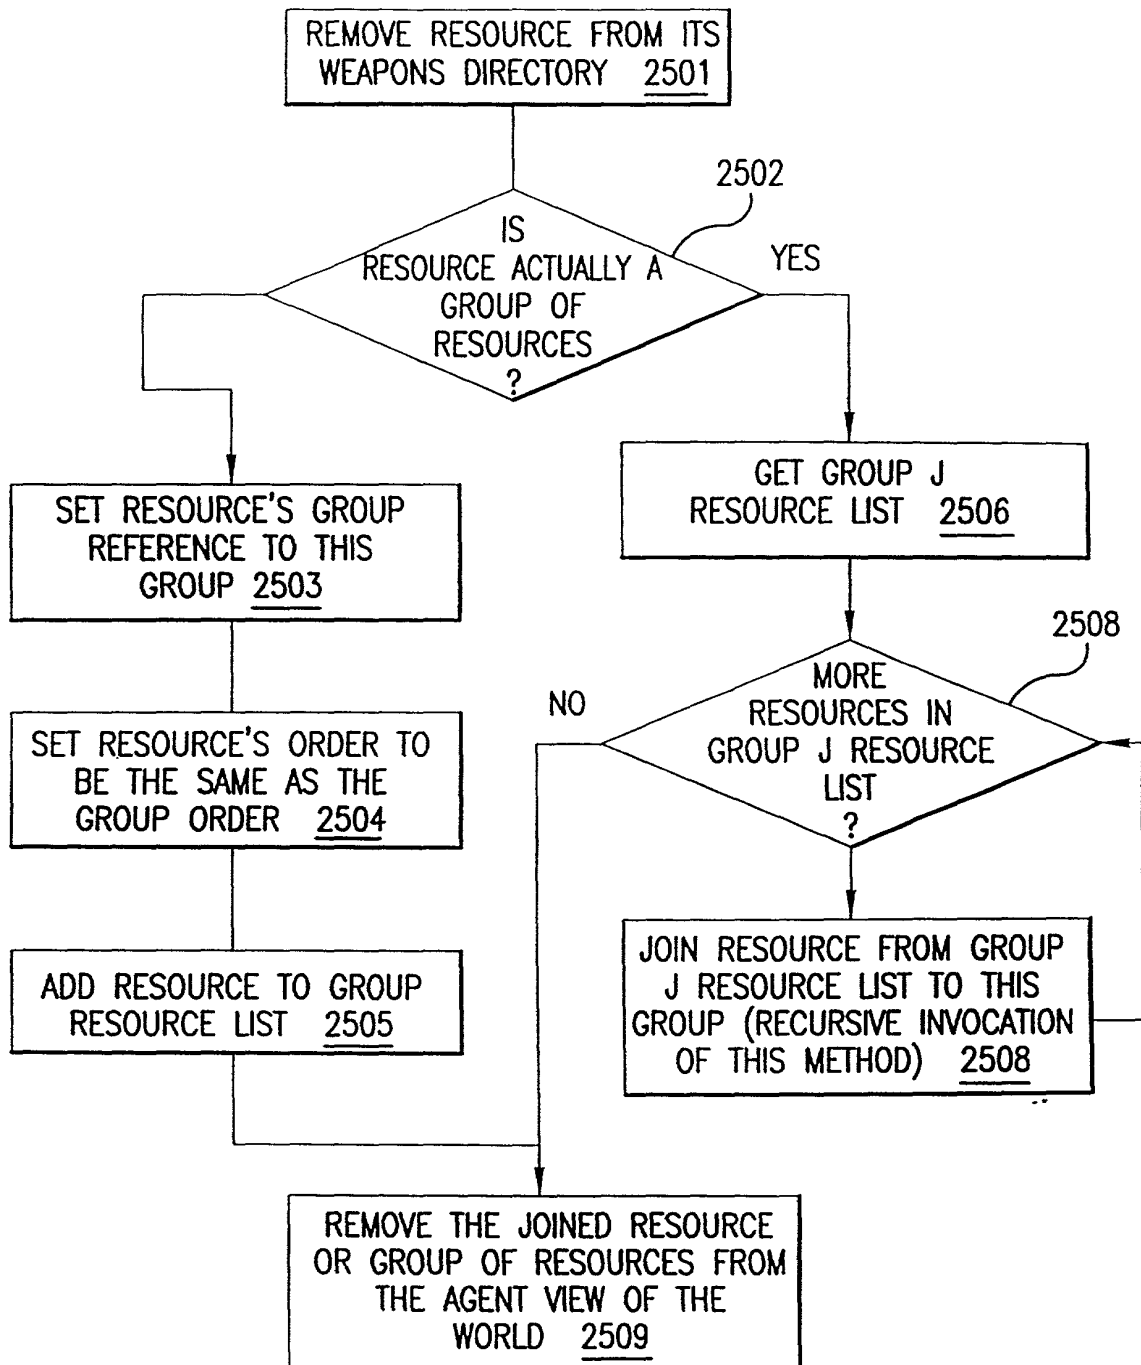 REMOVE RESOURCE FROM ITS
WEAPONS DIRECTORY 2501
2502
IS
RESOURCE ACTUALLY A
GROUP OF
RESOURCES
?
YES
SET RESOURCE'S GROUP
REFERENCE TO THIS
GROUP 2503
GET GROUP J
RESOURCE LIST 2506
2508
MORE
RESOURCES IN
GROUP J RESOURCE
LIST
?
NO
SET RESOURCE'S ORDER TO
BE THE SAME AS THE
GROUP ORDER 2504
JOIN RESOURCE FROM GROUP
J RESOURCE LIST TO THIS
GROUP (RECURSIVE INVOCATION
OF THIS METHOD) 2508
ADD RESOURCE TO GROUP
RESOURCE LIST 2505
REMOVE THE JOINED RESOURCE
OR GROUP OF RESOURCES FROM
THE AGENT VIEW OF THE
WORLD 2509